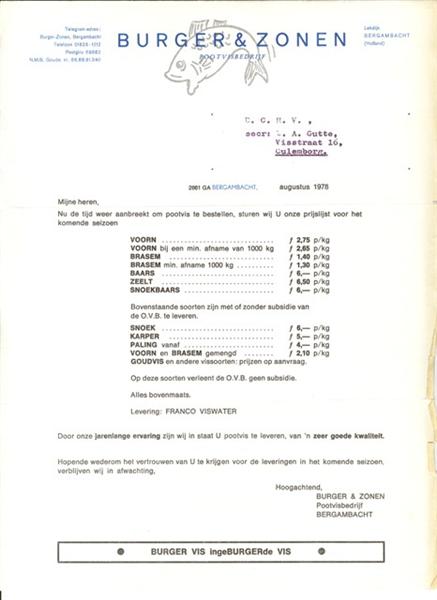 Telegram-adres:
Burger-Zonen, Bergambacht
Telefoon 01825 - 1212
Postgiro
N.M.B. Gouda nr.
BURGER & ZONEN
POOTVISBEDRIJF
Lekdijk
BERGAMBACHT
(Holland)
C. C. H. V. ,
secr: L. A. Gutte,
Visstraat 16,
Culemborg.
2861 GA BERGAMBACHT, augustus 1978
Mijne heren,
Nu de tijd weer aanbreekt om pootvis te bestellen, sturen wij U onze prijslijst voor het
komende seizoen
VOORN ƒ 2,75 p/kg
VOORN bij een min. afname van 1000 kg ƒ 2,65 p/kg
BRASEM ƒ 1,40 p/kg
BRASEM min. afname 1000 kg ƒ 1,30 p/kg
BAARS ƒ 6,— p/kg
ZEELT ƒ 6,50 p/kg
SNOEKBAARS ƒ 6,— p/kg
Bovenstaande soorten zijn met of zonder subsidie van
de O.V.B. te leveren.
SNOEK ƒ 6,— p/kg
KARPER ƒ 5,— p/kg
PALING vanaf ƒ 4,— p/kg
VOORN en BRASEM gemengd ƒ 2,10 p/kg
GOUDVIS en andere vissoorten: prijzen op aanvraag.
Op deze soorten verleent de O.V.B. geen subsidie.
Alles bovenmaats.
Levering: FRANCO VISWATER
Door onze jarenlange ervaring zijn wij in staat U pootvis te leveren, van 'n zeer goede kwaliteit.
Hopende wederom het vertrouwen van U te krijgen voor de leveringen in het komende seizoen,
verblijven wij in afwachting,
Hoogachtend,
BURGER & ZONEN
Pootvisbedrijf
BERGAMBACHT
BURGER VIS ingeBURGERde VIS